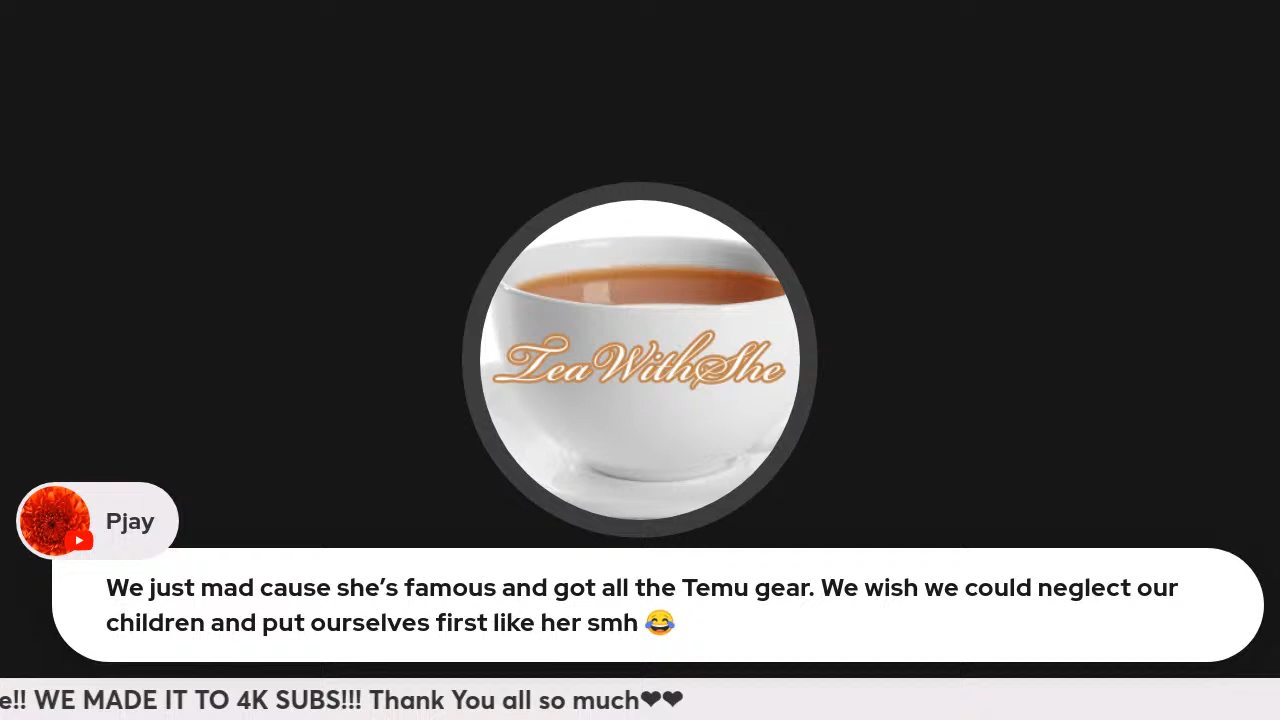 TeaWithShe
Pjay
We just mad cause she’s famous and got all the Temu gear. We wish we could neglect our
children and put ourselves first like her smh 😂
e!! WE MADE IT TO 4K SUBS!!! Thank You all so much❤❤